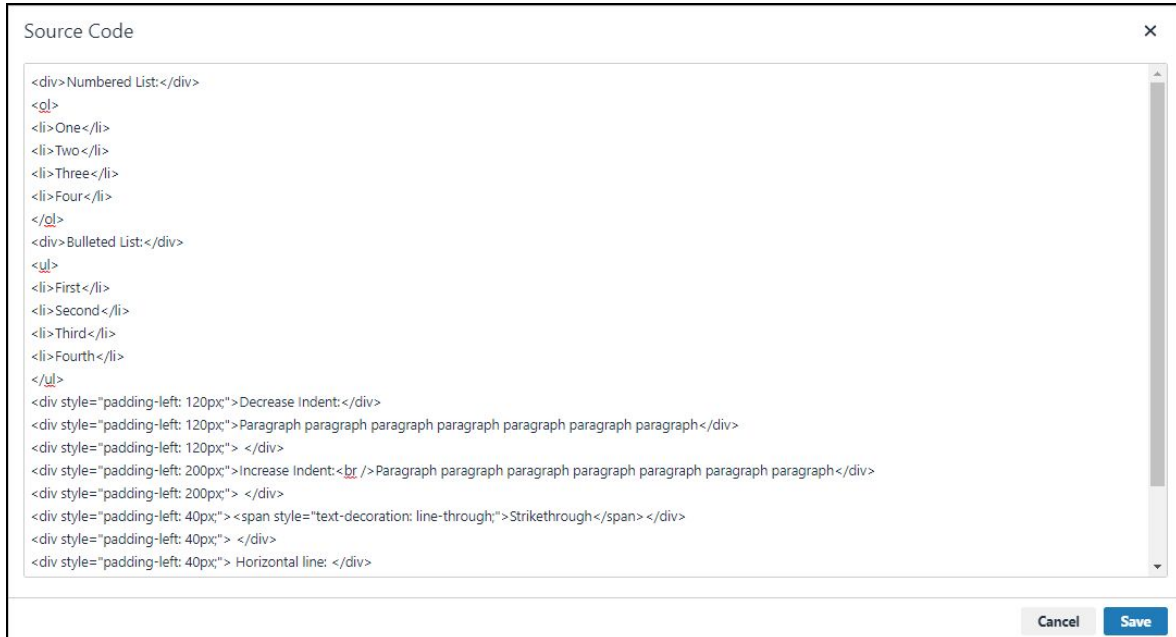 Source Code
<div>Numbered List:</div>
<ol>
<li>One</li>
<li>Two</li>
<li>Three</li>
<li>Four</li>
</ol>
<div>Bulleted List:</div>
<ul>
<li>First</li>
<li>Second</li>
<li>Third</li>
<li>Fourth</li>
</ul>
<div style="padding-left: 120px;">Decrease Indent:</div>
<div style="padding-left: 120px;">Paragraph paragraph paragraph paragraph paragraph paragraph paragraph</div>
<div style="padding-left: 120px;"> </div>
<div style="padding-left: 200px;">Increase Indent:<br />Paragraph paragraph paragraph paragraph paragraph paragraph paragraph</div>
<div style="padding-left: 200px;"> </div>
<div style="padding-left: 40px;"><span style="text-decoration: line-through;">Strikethrough</span></div>
<div style="padding-left: 40px;"> </div>
<div style="padding-left: 40px;"> Horizontal line: </div>
Cancel Save